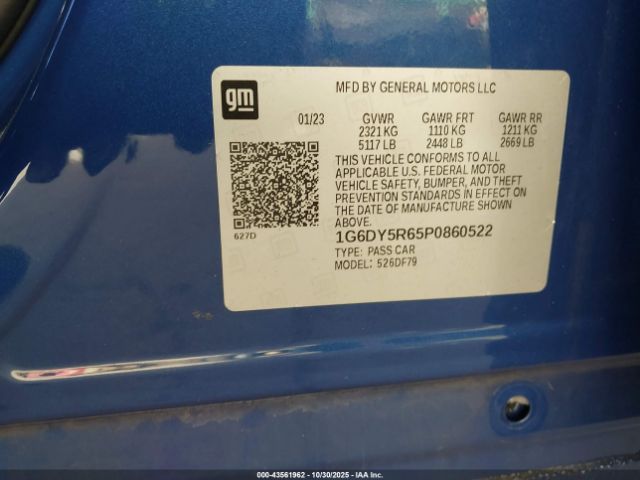 gm
MFD BY GENERAL MOTORS LLC
01/23 GVWR GAWR FRT GAWR RR
2321 KG 1110 KG 1211 KG
5117 LB 2448 LB 2669 LB
THIS VEHICLE CONFORMS TO ALL
APPLICABLE U.S. FEDERAL MOTOR
VEHICLE SAFETY, BUMPER, AND THEFT
PREVENTION STANDARDS IN EFFECT ON
THE DATE OF MANUFACTURE SHOWN
ABOVE.
627D
1G6DY5R65P0860522
TYPE: PASS CAR
MODEL: 526DF79
000-43561962 - 10/30/2025 - IAA Inc.